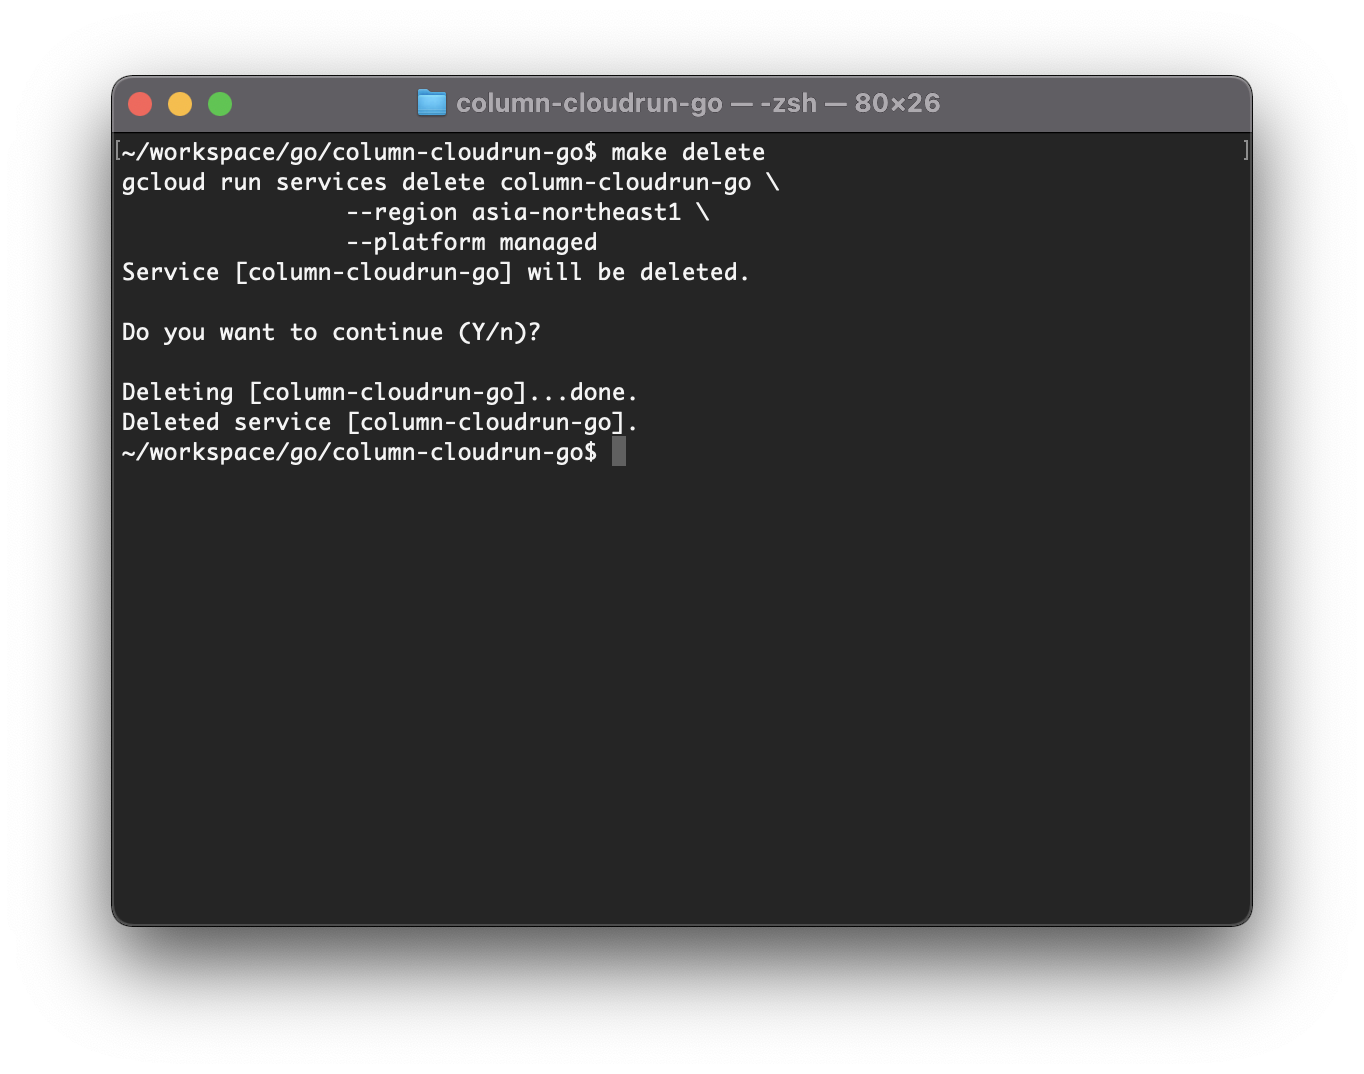 column-cloudrun-go — -zsh — 80×26
[~/workspace/go/column-cloudrun-go$ make delete ]
gcloud run services delete column-cloudrun-go \
                --region asia-northeast1 \
                --platform managed
Service [column-cloudrun-go] will be deleted.

Do you want to continue (Y/n)?

Deleting [column-cloudrun-go]...done.
Deleted service [column-cloudrun-go].
~/workspace/go/column-cloudrun-go$